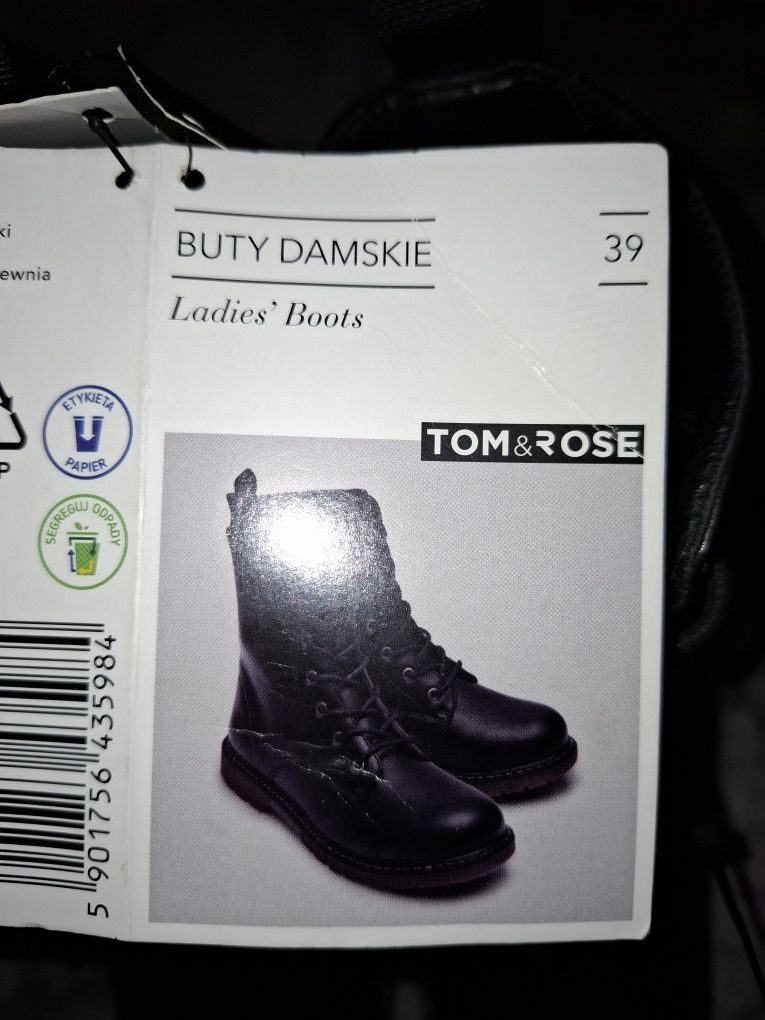 BUTY DAMSKIE
39
Ladies' Boots
TOM&ROSE
ETYKIETA
PAPIER
SEGREGUJ ODPADY
5 901756 435984